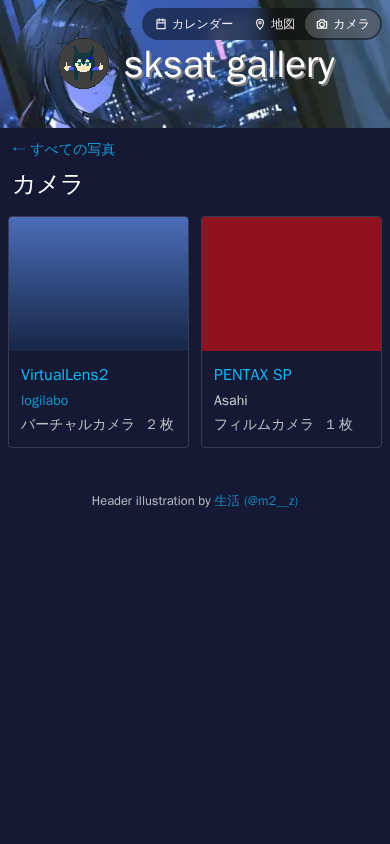 カレンダー 地図 カメラ
sksat gallery
← すべての写真
カメラ
VirtualLens2
logilabo
バーチャルカメラ 2 枚
PENTAX SP
Asahi
フィルムカメラ 1 枚
Header illustration by 生活 (@m2__z)